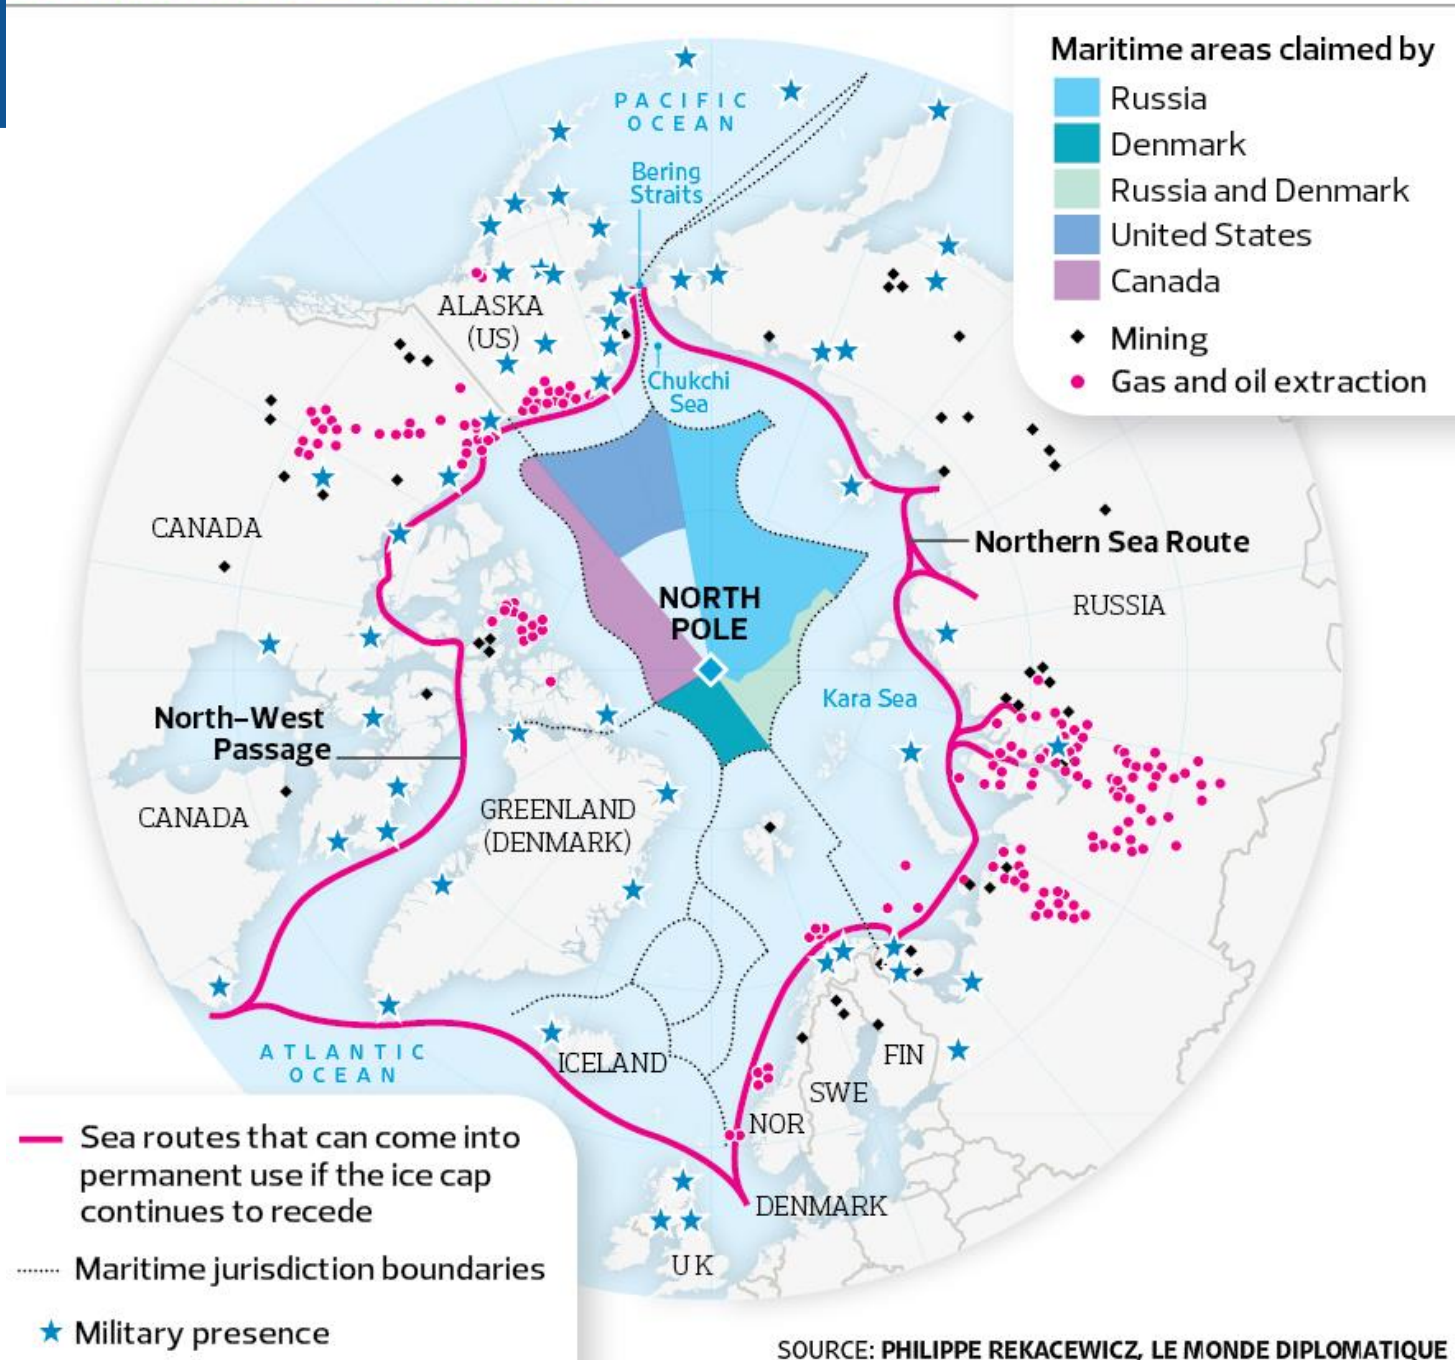 Maritime areas claimed by
Russia
Denmark
Russia and Denmark
United States
Canada
Mining
Gas and oil extraction
PACIFIC
OCEAN
Bering
Straits
ALASKA
(US)
Chukchi
Sea
CANADA
Northern Sea Route
NORTH
POLE
RUSSIA
Kara Sea
North-West
Passage
CANADA
GREENLAND
(DENMARK)
ATLANTIC
OCEAN
ICELAND
FIN
SWE
NOR
DENMARK
UK
Sea routes that can come into
permanent use if the ice cap
continues to recede
Maritime jurisdiction boundaries
Military presence
SOURCE: PHILIPPE REKACEWICZ, LE MONDE DIPLOMATIQUE